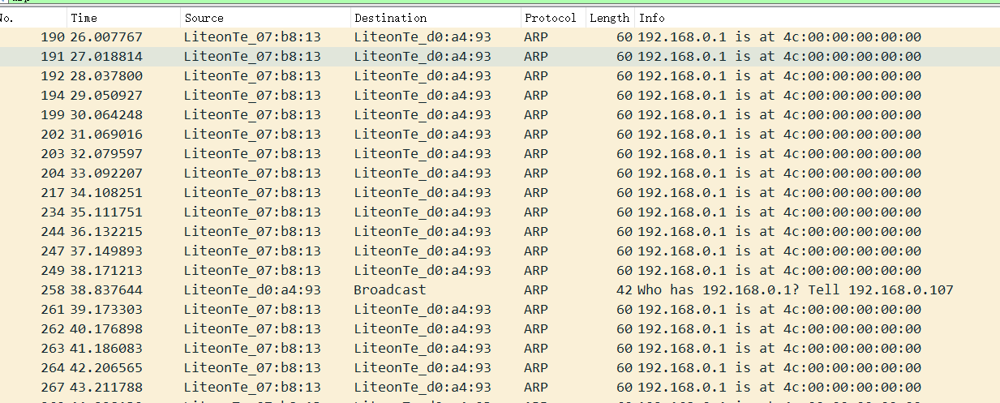 No. Time Source Destination Protocol Length Info
190 26.007767 LiteonTe_07:b8:13 LiteonTe_d0:a4:93 ARP 60 192.168.0.1 is at 4c:00:00:00:00:00
191 27.018814 LiteonTe_07:b8:13 LiteonTe_d0:a4:93 ARP 60 192.168.0.1 is at 4c:00:00:00:00:00
192 28.037800 LiteonTe_07:b8:13 LiteonTe_d0:a4:93 ARP 60 192.168.0.1 is at 4c:00:00:00:00:00
194 29.050927 LiteonTe_07:b8:13 LiteonTe_d0:a4:93 ARP 60 192.168.0.1 is at 4c:00:00:00:00:00
199 30.064248 LiteonTe_07:b8:13 LiteonTe_d0:a4:93 ARP 60 192.168.0.1 is at 4c:00:00:00:00:00
202 31.069016 LiteonTe_07:b8:13 LiteonTe_d0:a4:93 ARP 60 192.168.0.1 is at 4c:00:00:00:00:00
203 32.079597 LiteonTe_07:b8:13 LiteonTe_d0:a4:93 ARP 60 192.168.0.1 is at 4c:00:00:00:00:00
204 33.092207 LiteonTe_07:b8:13 LiteonTe_d0:a4:93 ARP 60 192.168.0.1 is at 4c:00:00:00:00:00
217 34.108251 LiteonTe_07:b8:13 LiteonTe_d0:a4:93 ARP 60 192.168.0.1 is at 4c:00:00:00:00:00
234 35.111751 LiteonTe_07:b8:13 LiteonTe_d0:a4:93 ARP 60 192.168.0.1 is at 4c:00:00:00:00:00
244 36.132215 LiteonTe_07:b8:13 LiteonTe_d0:a4:93 ARP 60 192.168.0.1 is at 4c:00:00:00:00:00
247 37.149893 LiteonTe_07:b8:13 LiteonTe_d0:a4:93 ARP 60 192.168.0.1 is at 4c:00:00:00:00:00
249 38.171213 LiteonTe_07:b8:13 LiteonTe_d0:a4:93 ARP 60 192.168.0.1 is at 4c:00:00:00:00:00
258 38.837644 LiteonTe_d0:a4:93 Broadcast ARP 42 Who has 192.168.0.1? Tell 192.168.0.107
261 39.173303 LiteonTe_07:b8:13 LiteonTe_d0:a4:93 ARP 60 192.168.0.1 is at 4c:00:00:00:00:00
262 40.176898 LiteonTe_07:b8:13 LiteonTe_d0:a4:93 ARP 60 192.168.0.1 is at 4c:00:00:00:00:00
263 41.186083 LiteonTe_07:b8:13 LiteonTe_d0:a4:93 ARP 60 192.168.0.1 is at 4c:00:00:00:00:00
264 42.206565 LiteonTe_07:b8:13 LiteonTe_d0:a4:93 ARP 60 192.168.0.1 is at 4c:00:00:00:00:00
267 43.211788 LiteonTe_07:b8:13 LiteonTe_d0:a4:93 ARP 60 192.168.0.1 is at 4c:00:00:00:00:00